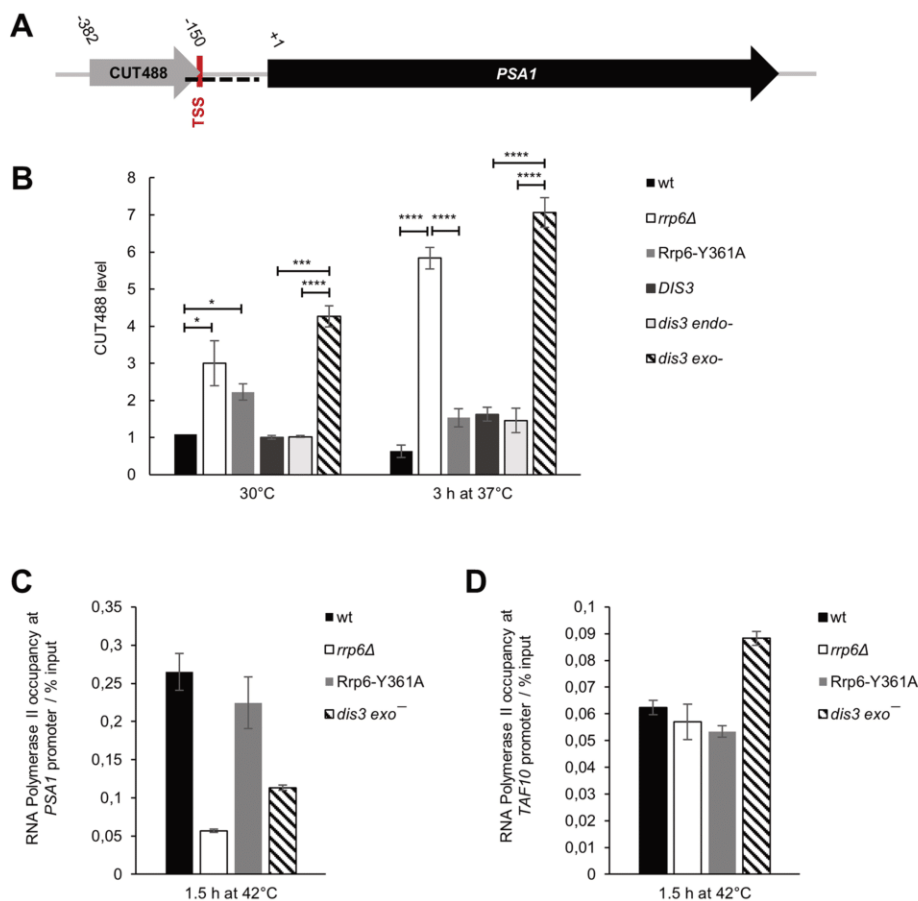 A
-382
-150
+1
CUT488
PSA1
TSS
B
CUT488 level
8
7
6
5
4
3
2
1
0
*
*
***
****
****
****
****
****
30°C
3 h at 37°C
wt
rrp6Δ
Rrp6-Y361A
DIS3
dis3 endo-
dis3 exo-
C
RNA Polymerase II occupancy at
PSA1 promoter / % input
0,35
0,3
0,25
0,2
0,15
0,1
0,05
0
1.5 h at 42°C
wt
rrp6Δ
Rrp6-Y361A
dis3 exo⁻
D
RNA Polymerase II occupancy at
TAF10 promoter / % input
0,1
0,09
0,08
0,07
0,06
0,05
0,04
0,03
0,02
0,01
0
1.5 h at 42°C
wt
rrp6Δ
Rrp6-Y361A
dis3 exo⁻